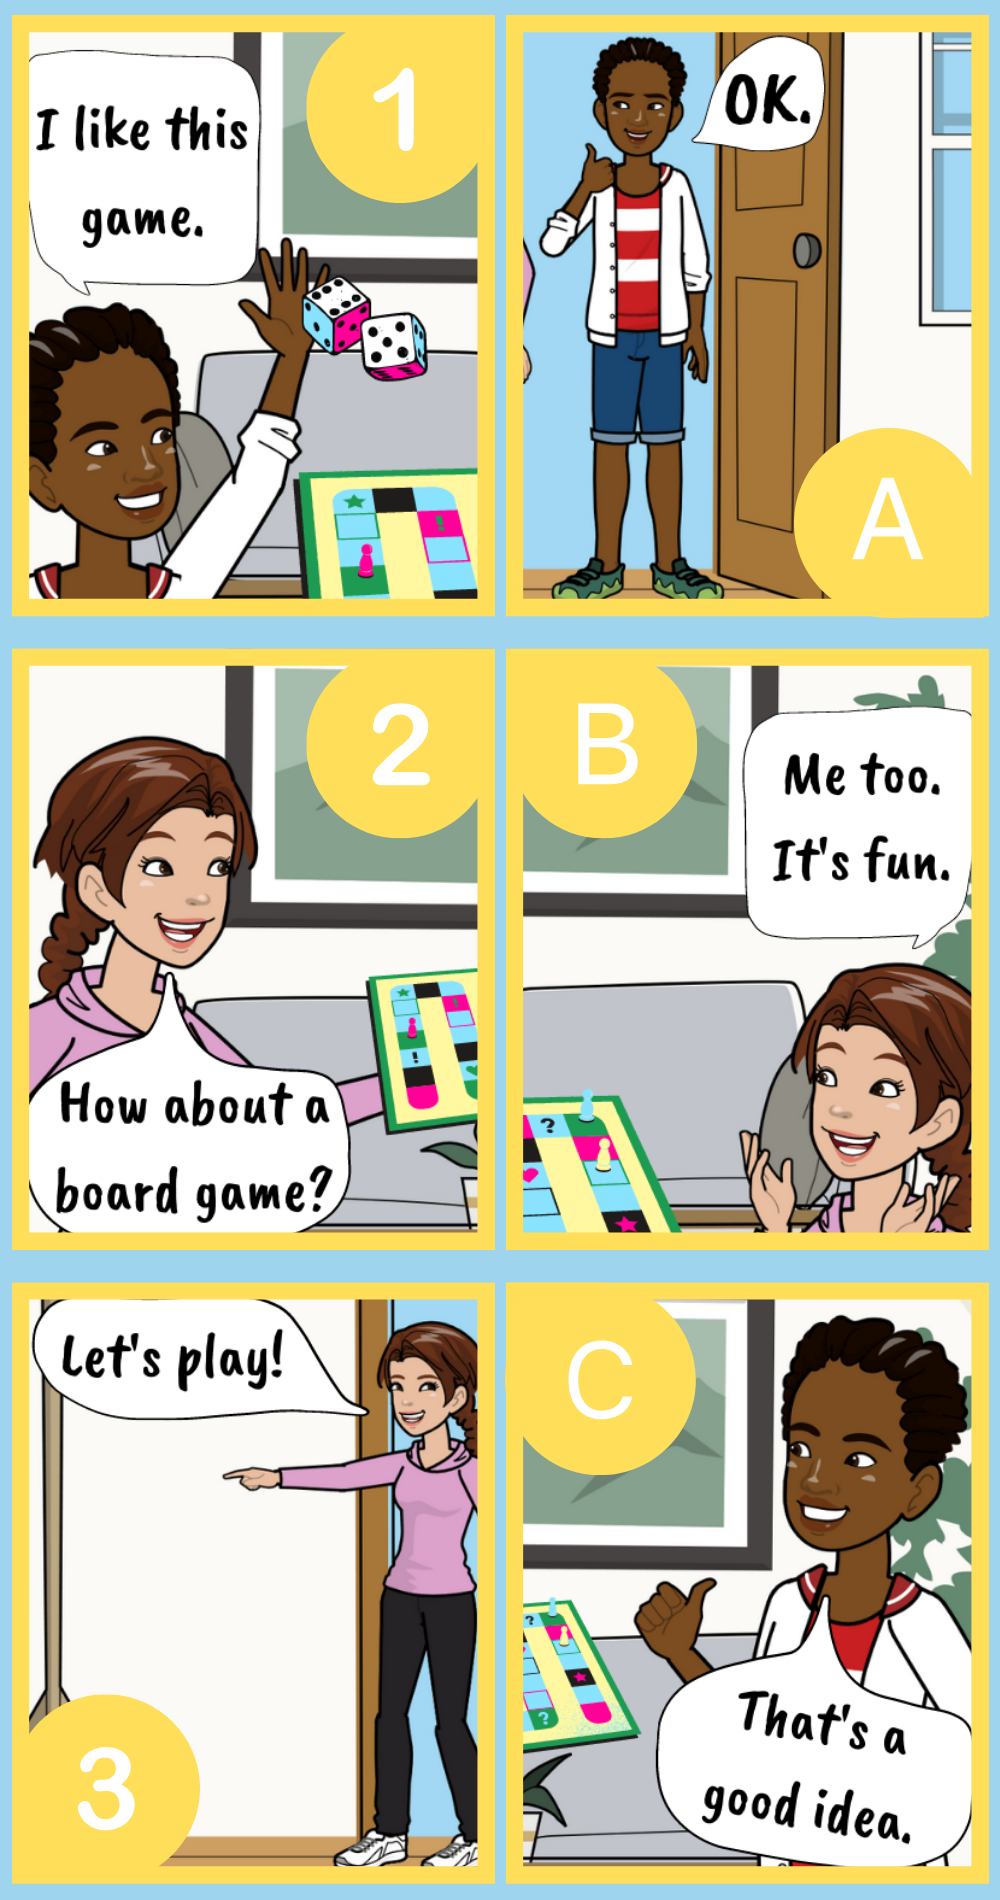 I like this
game.
1
OK.
A
2
How about a
board game?
B
Me too.
It's fun.
Let's play!
3
C
That's a
good idea.